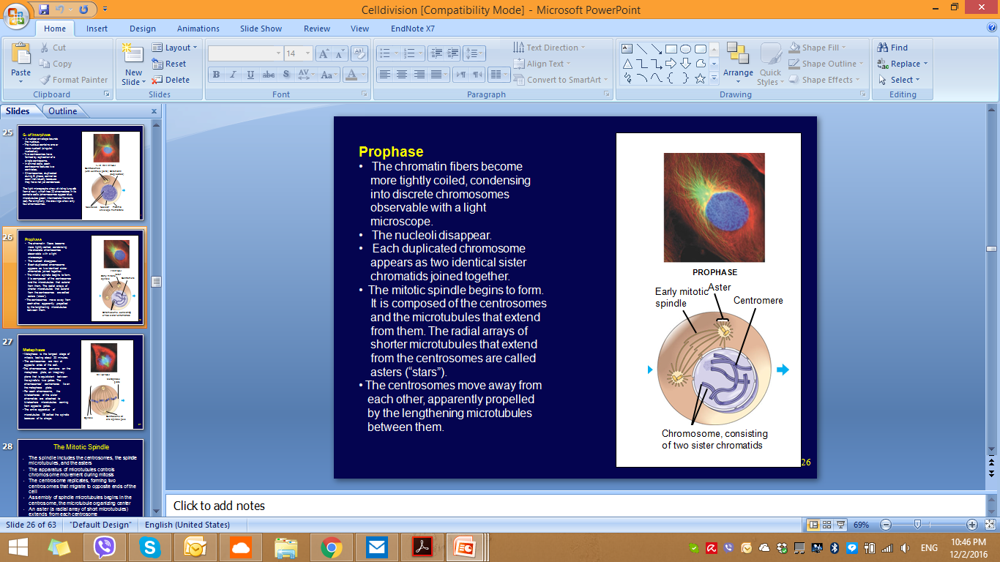 Celldivision [Compatibility Mode] - Microsoft PowerPoint
Home Insert Design Animations Slide Show Review View EndNote X7
Paste
Cut
Copy
Format Painter
Clipboard
New
Slide
Layout
Reset
Delete
Slides
14
B I U abc S AV Aa A
Font
Text Direction
Align Text
Convert to SmartArt
Paragraph
Arrange
Quick
Styles
Shape Fill
Shape Outline
Shape Effects
Drawing
Find
Replace
Select
Editing
Slides Outline x
25
26
Prophase
27
Metaphase
28
The Mitotic Spindle
The spindle includes the centrosomes, the spindle
microtubules, and the asters
The apparatus of microtubules controls
chromosome movement during mitosis
The centrosome replicates, forming two
centrosomes that migrate to opposite ends of the
cell
Assembly of spindle microtubules begins in the
centrosome, the microtubule organizing center
An aster (a radial array of short microtubules)
extends from each centrosome
Prophase
• The chromatin fibers become
more tightly coiled, condensing
into discrete chromosomes
observable with a light
microscope.
• The nucleoli disappear.
• Each duplicated chromosome
appears as two identical sister
chromatids joined together.
• The mitotic spindle begins to form.
It is composed of the centrosomes
and the microtubules that extend
from them. The radial arrays of
shorter microtubules that extend
from the centrosomes are called
asters (“stars”).
• The centrosomes move away from
each other, apparently propelled
by the lengthening microtubules
between them.
PROPHASE
Early mitotic
spindle
Aster
Centromere
Chromosome, consisting
of two sister chromatids
26
Click to add notes
Slide 26 of 63 "Default Design" English (United States) 69%
ENG
10:46 PM
12/2/2016